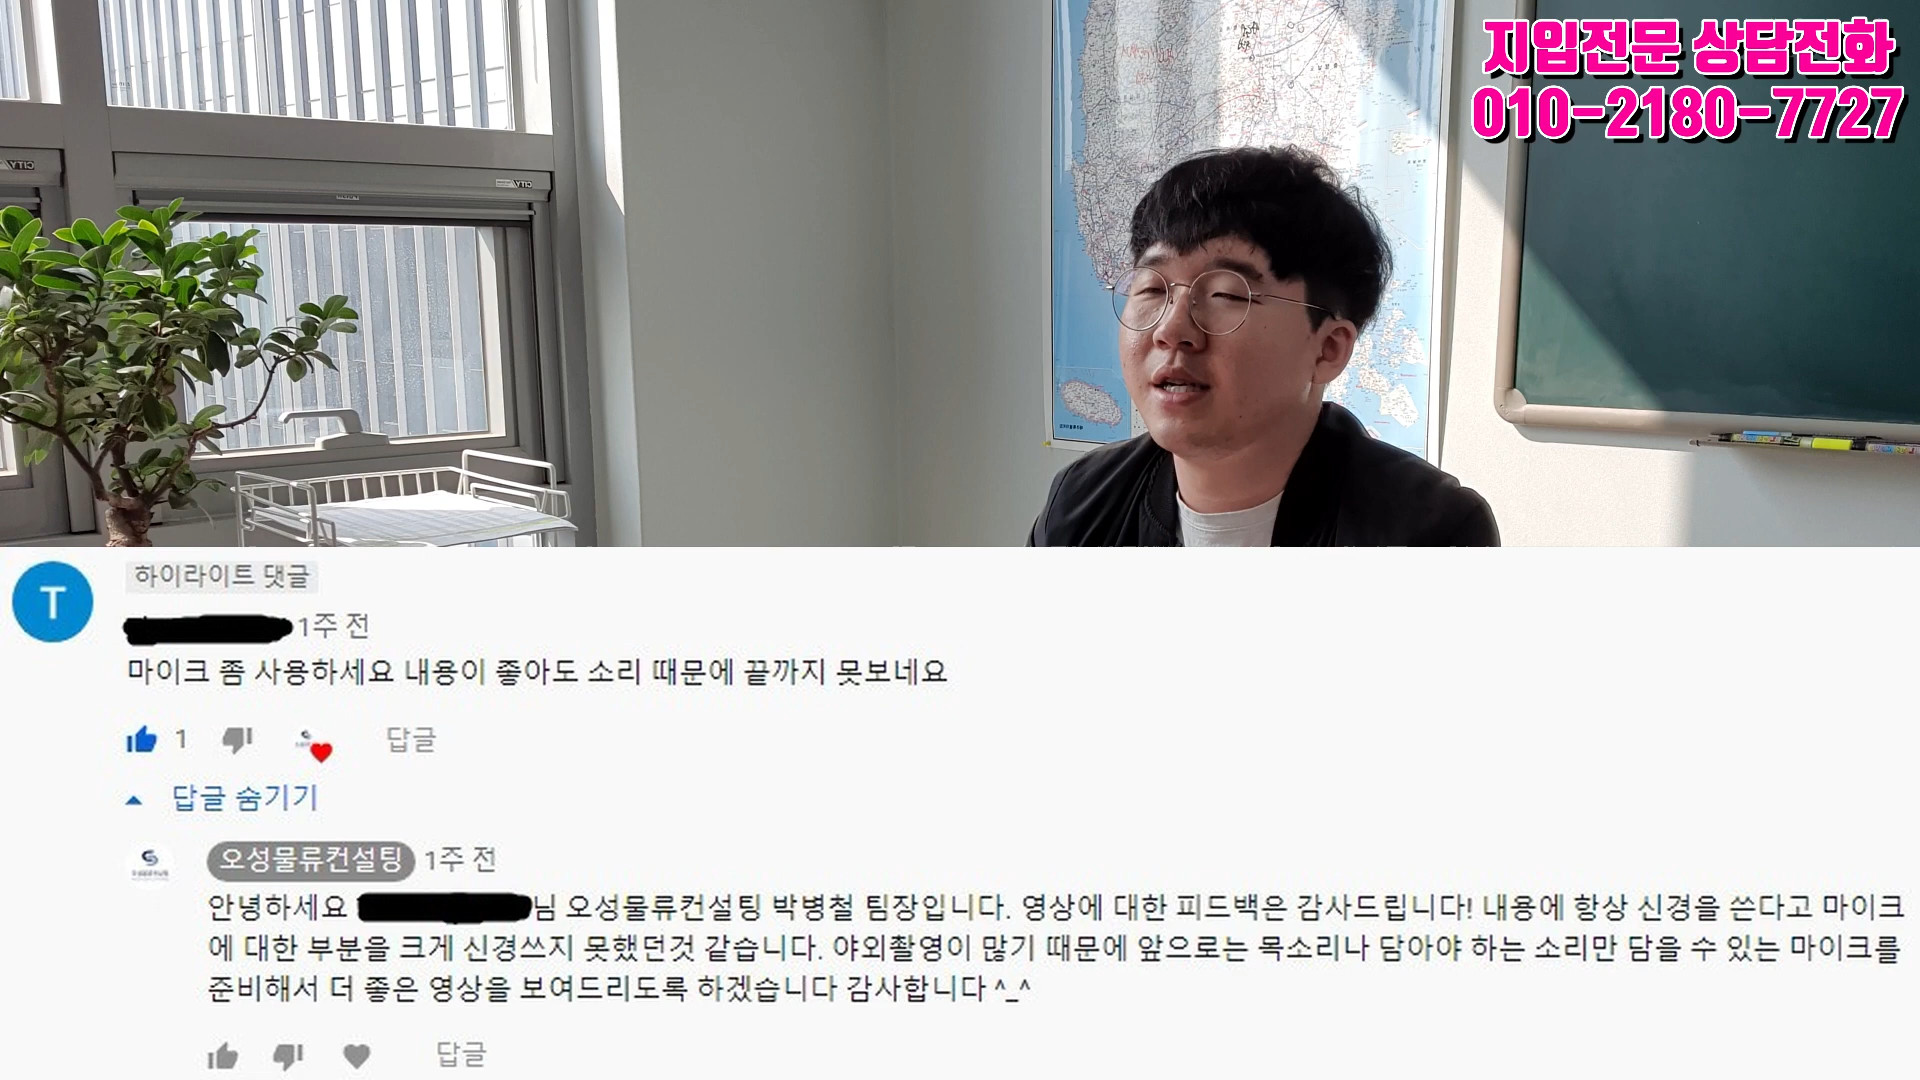 지입전문 상담전화
010-2180-7727
CITY
CITY
T
하이라이트 댓글
1주 전
마이크 좀 사용하세요 내용이 좋아도 소리 때문에 끝까지 못보네요
1
답글
답글 숨기기
오성물류컨설팅 1주 전
안녕하세요 님 오성물류컨설팅 박병철 팀장입니다. 영상에 대한 피드백은 감사드립니다! 내용에 항상 신경을 쓴다고 마이크
에 대한 부분을 크게 신경쓰지 못했던것 같습니다. 야외촬영이 많기 때문에 앞으로는 목소리나 담아야 하는 소리만 담을 수 있는 마이크를
준비해서 더 좋은 영상을 보여드리도록 하겠습니다 감사합니다 ^_^
답글